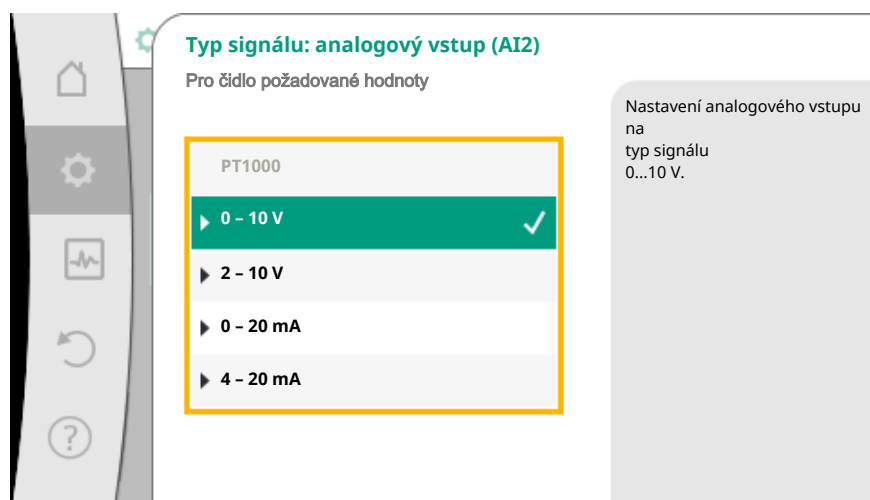 Typ signálu: analogový vstup (AI2)
Pro čidlo požadované hodnoty
PT1000
0 – 10 V
2 – 10 V
0 – 20 mA
4 – 20 mA
Nastavení analogového vstupu
na
typ signálu
0...10 V.
?